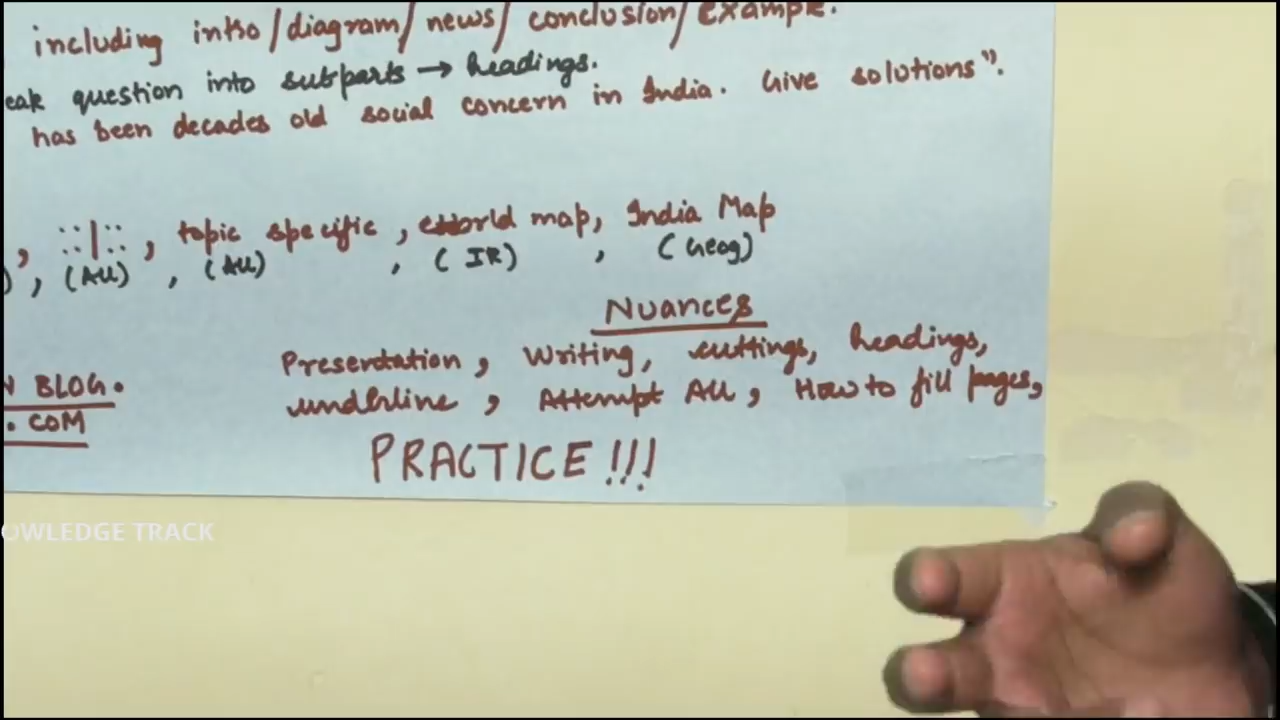 including intro/diagram/news/conclusion/example.
eak question into subparts → headings.
has been decades old social concern in India. Give solutions".
, ::|:: , topic specific , world map, India Map
), (All) , (All) , (IR) , (Geog)
Nuances
Presentation, Writing, cuttings, headings,
underline, Attempt All, How to fill pages,
N BLOG.
.COM
PRACTICE!!!
OWLEDGE TRACK